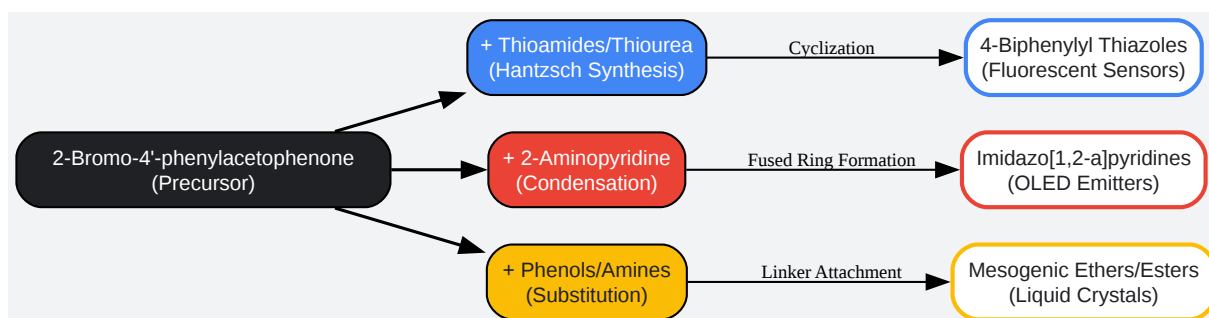 + Thioamides/Thiourea
(Hantzsch Synthesis)
Cyclization
4-Biphenylyl Thiazoles
(Fluorescent Sensors)
2-Bromo-4'-phenylacetophenone
(Precursor)
+ 2-Aminopyridine
(Condensation)
Fused Ring Formation
Imidazo[1,2-a]pyridines
(OLED Emitters)
+ Phenols/Amines
(Substitution)
Linker Attachment
Mesogenic Ethers/Esters
(Liquid Crystals)